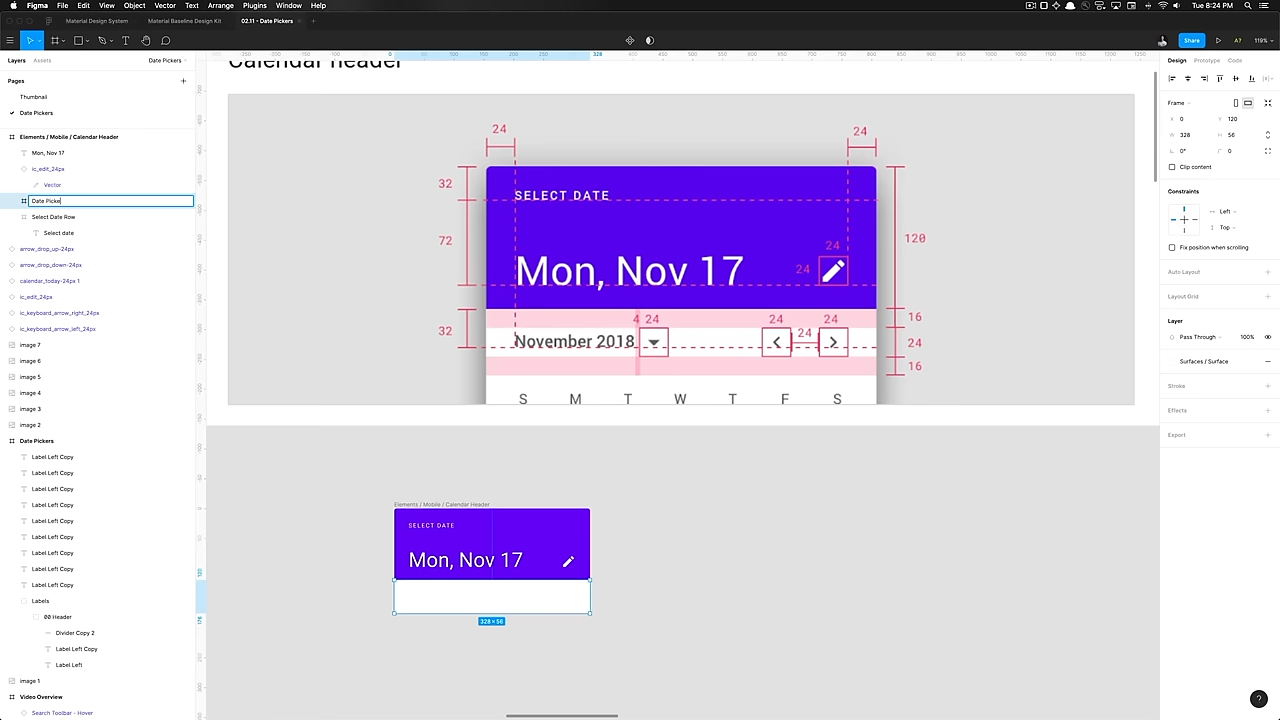 Figma File Edit View Object Vector Text Arrange Plugins Window Help
Tue 8:24 PM
Material Design System Material Baseline Design Kit 02.11 • Date Pickers
Share A? 119%
Layers Assets Date Pickers
Pages
Thumbnail
Date Pickers
Elements / Mobile / Calendar Header
Mon, Nov 17
ic_edit_24px
Vector
Date Picke
Select Date Row
Select date
arrow_drop_up-24px
arrow_drop_down-24px
calendar_today-24px 1
ic_edit_24px
ic_keyboard_arrow_right_24px
ic_keyboard_arrow_left_24px
image 7
image 6
image 5
image 4
image 3
image 2
Date Pickers
Label Left Copy
Label Left Copy
Label Left Copy
Label Left Copy
Label Left Copy
Label Left Copy
Label Left Copy
Label Left Copy
Label Left Copy
Labels
00 Header
Divider Copy 2
Label Left Copy
Label Left
image 1
Video Overview
Search Toolbar - Hover
0 328
Calendar header
24 24
32
SELECT DATE
72
24
120
Mon, Nov 17
24
4 24 24 24
16
32
November 2018
24
24
16
S M T W T F S
Elements / Mobile / Calendar Header
SELECT DATE
Mon, Nov 17
328 × 56
120
176
Design Prototype Code
Frame
X 0 Y 120
W 328 H 56
0° 0
Clip content
Constraints
Left
Top
Fix position when scrolling
Auto Layout
Layout Grid
Layer
Pass Through 100%
Surfaces / Surface
Stroke
Effects
Export
?